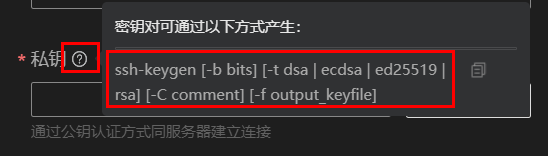 密钥对可通过以下方式产生：
* 私钥 ?
ssh-keygen [-b bits] [-t dsa | ecdsa | ed25519 |
rsa] [-C comment] [-f output_keyfile]
通过公钥认证方式同服务器建立连接